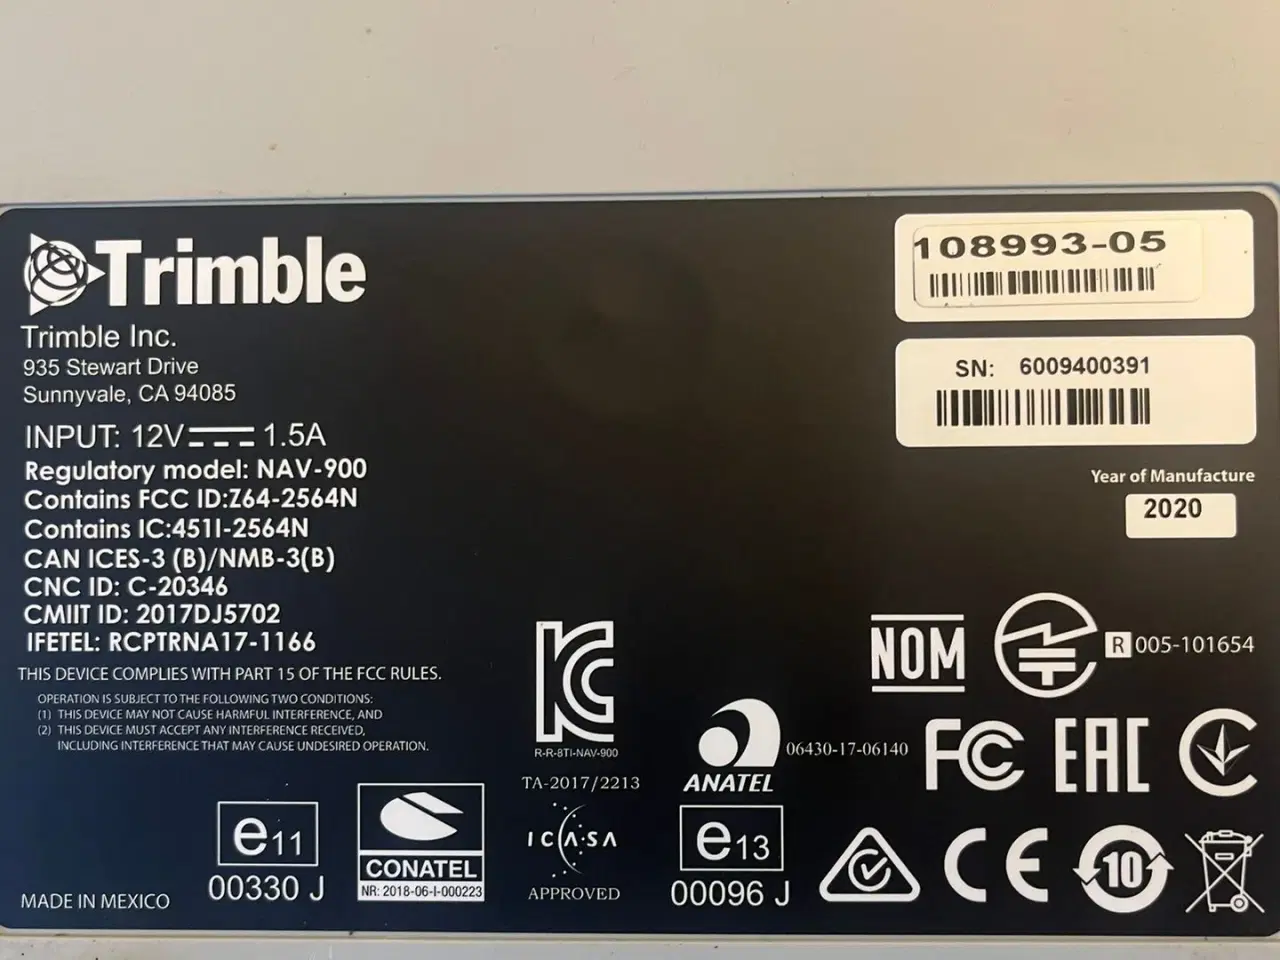 Trimble
Trimble Inc.
935 Stewart Drive
Sunnyvale, CA 94085
INPUT: 12V 1.5A
Regulatory model: NAV-900
Contains FCC ID:Z64-2564N
Contains IC:451I-2564N
CAN ICES-3 (B)/NMB-3(B)
CNC ID: C-20346
CMIIT ID: 2017DJ5702
IFETEL: RCPTRNA17-1166
THIS DEVICE COMPLIES WITH PART 15 OF THE FCC RULES.
OPERATION IS SUBJECT TO THE FOLLOWING TWO CONDITIONS:
(1) THIS DEVICE MAY NOT CAUSE HARMFUL INTERFERENCE, AND
(2) THIS DEVICE MUST ACCEPT ANY INTERFERENCE RECEIVED,
INCLUDING INTERFERENCE THAT MAY CAUSE UNDESIRED OPERATION.
108993-05
SN: 6009400391
Year of Manufacture
2020
NOM
R 005-101654
KC
R-R-8TI-NAV-900
ANATEL
06430-17-06140
FC
EAC
TA-2017/2213
ICASA
APPROVED
e11
00330 J
CONATEL
NR: 2018-06-I-000223
e13
00096 J
CE
10
MADE IN MEXICO